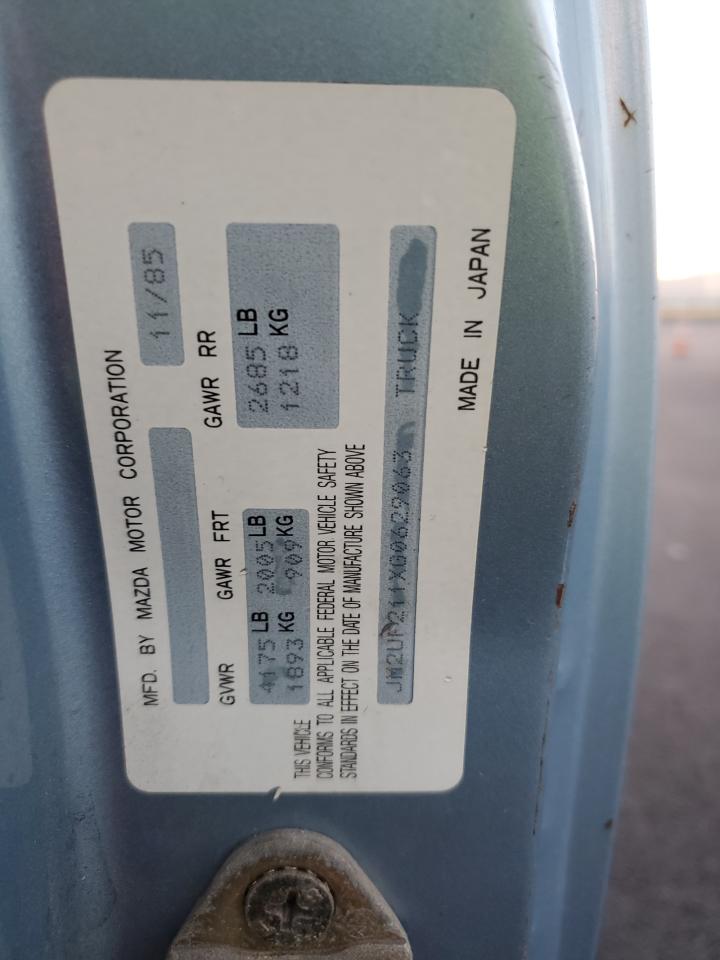 MFD. BY MAZDA MOTOR CORPORATION 11/85
GVWR GAWR FRT GAWR RR
4175 LB 2005 LB 2685 LB
1893 KG 909 KG 1218 KG
THIS VEHICLE
CONFORMS TO ALL APPLICABLE FEDERAL MOTOR VEHICLE SAFETY
STANDARDS IN EFFECT ON THE DATE OF MANUFACTURE SHOWN ABOVE
TRUCK
MADE IN JAPAN